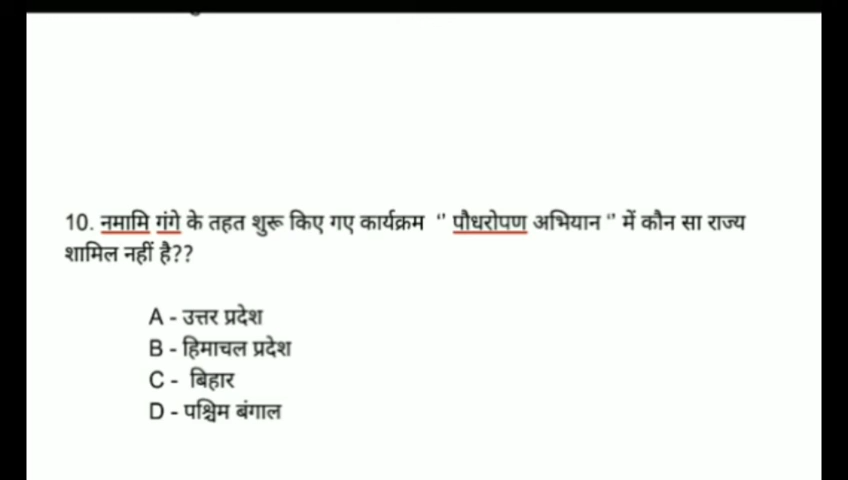 10. नमामि गंगे के तहत शुरू किए गए कार्यक्रम " पौधरोपण अभियान " में कौन सा राज्य
शामिल नहीं है??
A - उत्तर प्रदेश
B - हिमाचल प्रदेश
C - बिहार
D - पश्चिम बंगाल